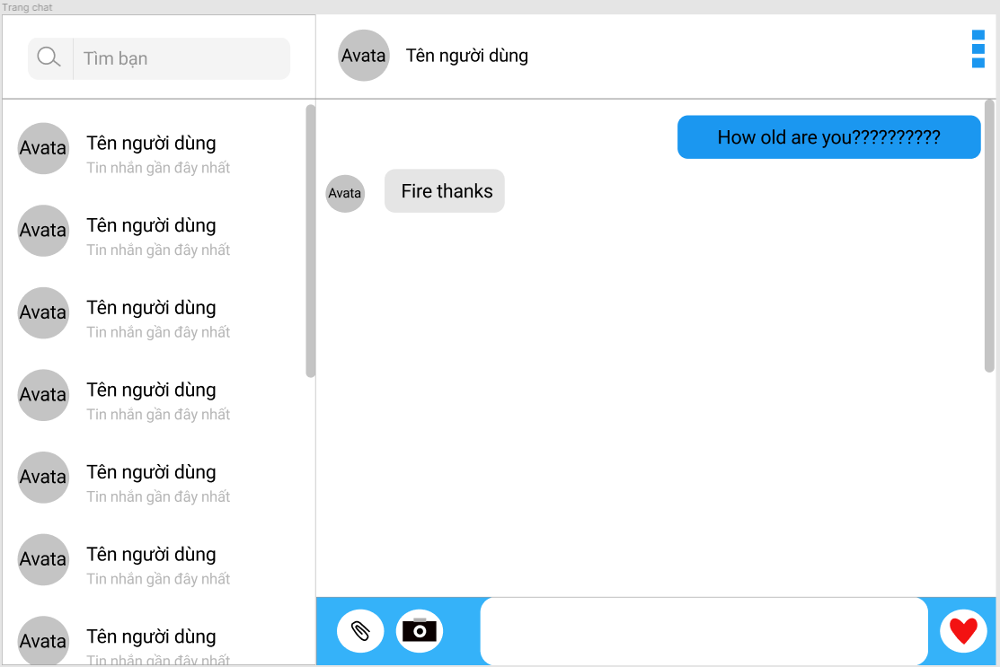 Trang chat
Tìm bạn
Avata
Tên người dùng
Tin nhắn gần đây nhất
Avata
Tên người dùng
Tin nhắn gần đây nhất
Avata
Tên người dùng
Tin nhắn gần đây nhất
Avata
Tên người dùng
Tin nhắn gần đây nhất
Avata
Tên người dùng
Tin nhắn gần đây nhất
Avata
Tên người dùng
Tin nhắn gần đây nhất
Avata
Tên người dùng
Tin nhắn gần đây nhất
Avata
Tên người dùng
How old are you??????????
Avata
Fire thanks